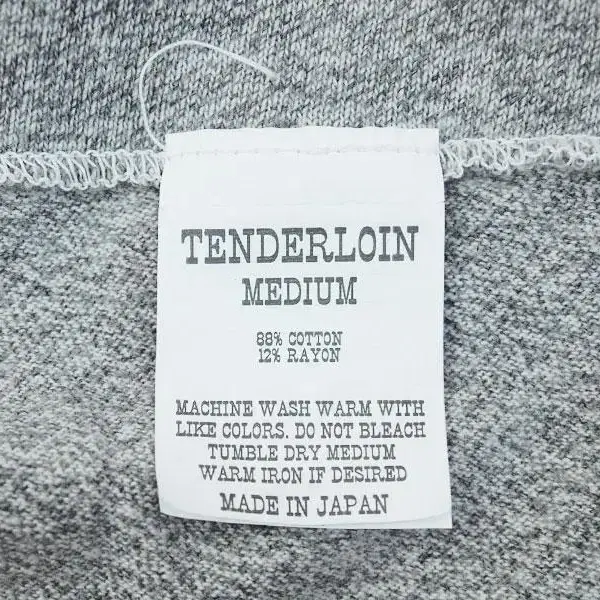 TENDERLOIN
MEDIUM
88% COTTON
12% RAYON
MACHINE WASH WARM WITH
LIKE COLORS. DO NOT BLEACH
TUMBLE DRY MEDIUM
WARM IRON IF DESIRED
MADE IN JAPAN